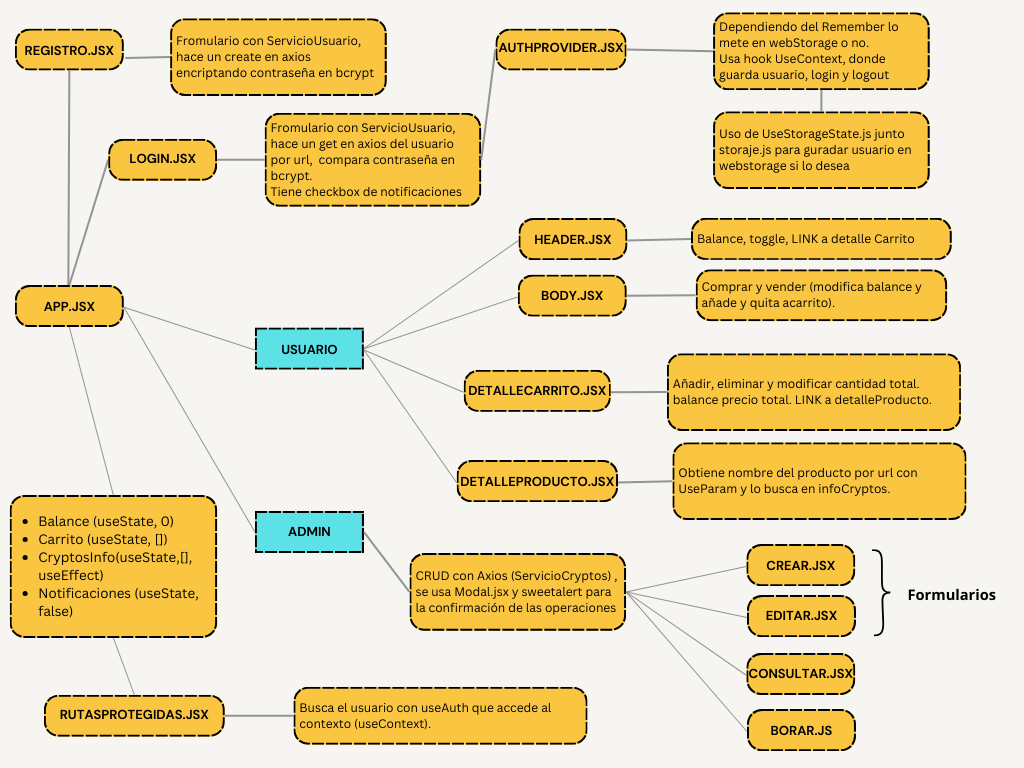 REGISTRO.JSX
Fromulario con ServicioUsuario,
hace un create en axios
encriptando contraseña en bcrypt
AUTHPROVIDER.JSX
Dependiendo del Remember lo
mete en webStorage o no.
Usa hook UseContext, donde
guarda usuario, login y logout
Uso de UseStorageState.js junto
storaje.js para guradar usuario en
webstorage si lo desea
LOGIN.JSX
Fromulario con ServicioUsuario,
hace un get en axios del usuario
por url, compara contraseña en
bcrypt.
Tiene checkbox de notificaciones
HEADER.JSX
Balance, toggle, LINK a detalle Carrito
BODY.JSX
Comprar y vender (modifica balance y
añade y quita acarrito).
APP.JSX
USUARIO
DETALLECARRITO.JSX
Añadir, eliminar y modificar cantidad total.
balance precio total. LINK a detalleProducto.
DETALLEPRODUCTO.JSX
Obtiene nombre del producto por url con
UseParam y lo busca en infoCryptos.
• Balance (useState, 0)
• Carrito (useState, [])
• CryptosInfo(useState,[],
useEffect)
• Notificaciones (useState,
false)
ADMIN
CRUD con Axios (ServicioCryptos) ,
se usa Modal.jsx y sweetalert para
la confirmación de las operaciones
CREAR.JSX
EDITAR.JSX
Formularios
CONSULTAR.JSX
BORAR.JS
RUTASPROTEGIDAS.JSX
Busca el usuario con useAuth que accede al
contexto (useContext).